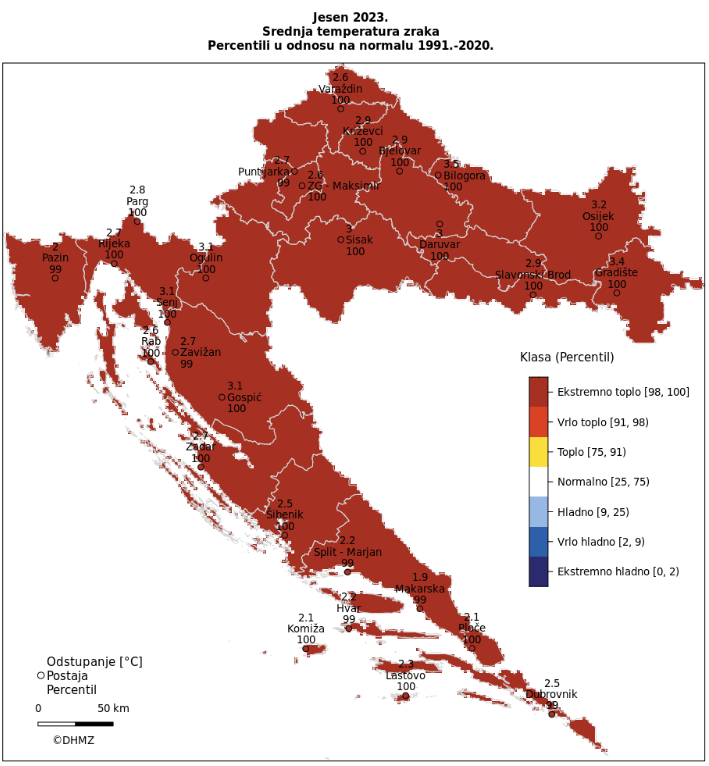 Jesen 2023.
Srednja temperatura zraka
Percentili u odnosu na normalu 1991.-2020.
2.6
Varaždin
100
2.9
Križevci
100
2.9
Bjelovar
100
2.7
Puntijarka
99
2.6
ZG - Maksimir
100
3.5
Bilogora
100
2.8
Parg
100
3.2
Osijek
100
2
Pazin
99
2.7
Rijeka
100
3.1
Ogulin
100
3
Sisak
100
3
Daruvar
100
2.9
Slavonski Brod
100
3.4
Gradište
100
3.1
Senj
100
2.6
Rab
100
2.7
Zavižan
99
3.1
Gospić
100
2.7
Zadar
100
2.5
Šibenik
100
2.2
Split - Marjan
99
1.9
Makarska
99
2.2
Hvar
99
2.1
Komiža
100
2.1
Ploče
100
2.3
Lastovo
100
2.5
Dubrovnik
99
Klasa (Percentil)
Ekstremno toplo [98, 100]
Vrlo toplo [91, 98)
Toplo [75, 91)
Normalno [25, 75)
Hladno [9, 25)
Vrlo hladno [2, 9)
Ekstremno hladno [0, 2)
Odstupanje [°C]
Postaja
Percentil
0 50 km
©DHMZ